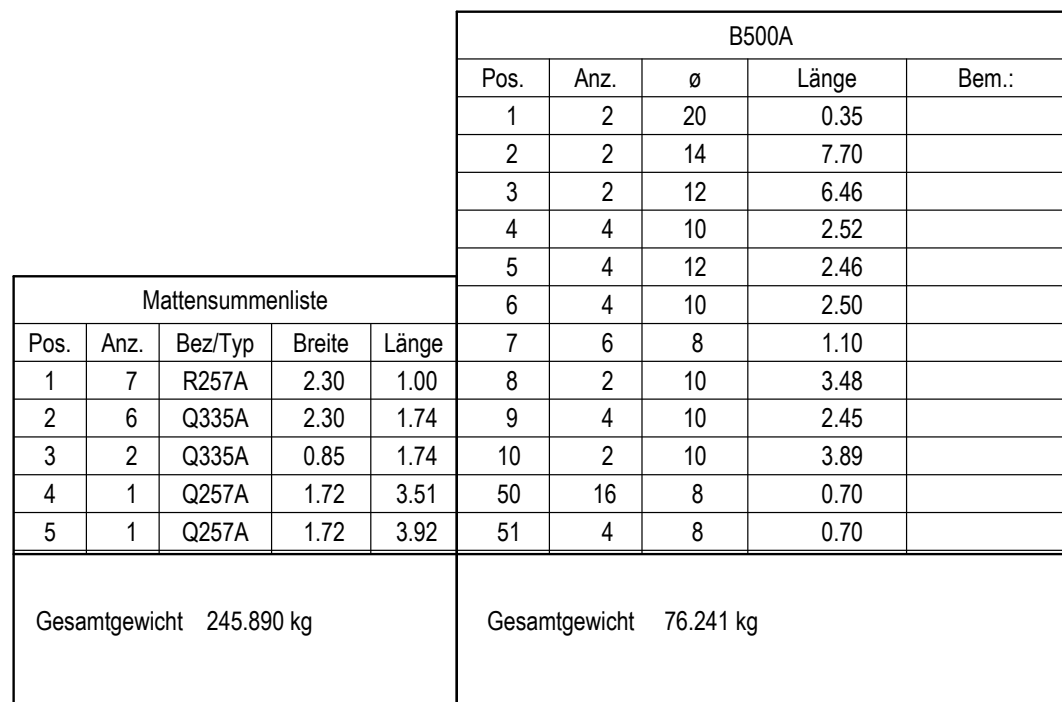 B500A
Pos. Anz. ø Länge Bem.:
1 2 20 0.35
2 2 14 7.70
3 2 12 6.46
4 4 10 2.52
5 4 12 2.46
6 4 10 2.50
7 6 8 1.10
8 2 10 3.48
9 4 10 2.45
10 2 10 3.89
50 16 8 0.70
51 4 8 0.70
Gesamtgewicht 76.241 kg
Mattensummenliste
Pos. Anz. Bez/Typ Breite Länge
1 7 R257A 2.30 1.00
2 6 Q335A 2.30 1.74
3 2 Q335A 0.85 1.74
4 1 Q257A 1.72 3.51
5 1 Q257A 1.72 3.92
Gesamtgewicht 245.890 kg